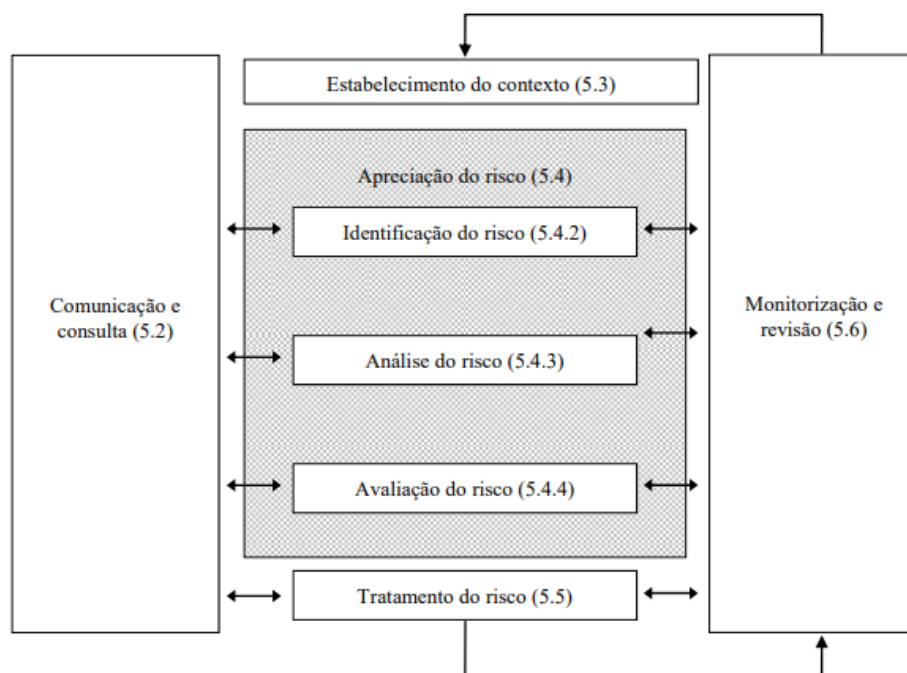 Estabelecimento do contexto (5.3)
Apreciação do risco (5.4)
Identificação do risco (5.4.2)
Comunicação e
consulta (5.2)
Monitorização e
revisão (5.6)
Análise do risco (5.4.3)
Avaliação do risco (5.4.4)
Tratamento do risco (5.5)